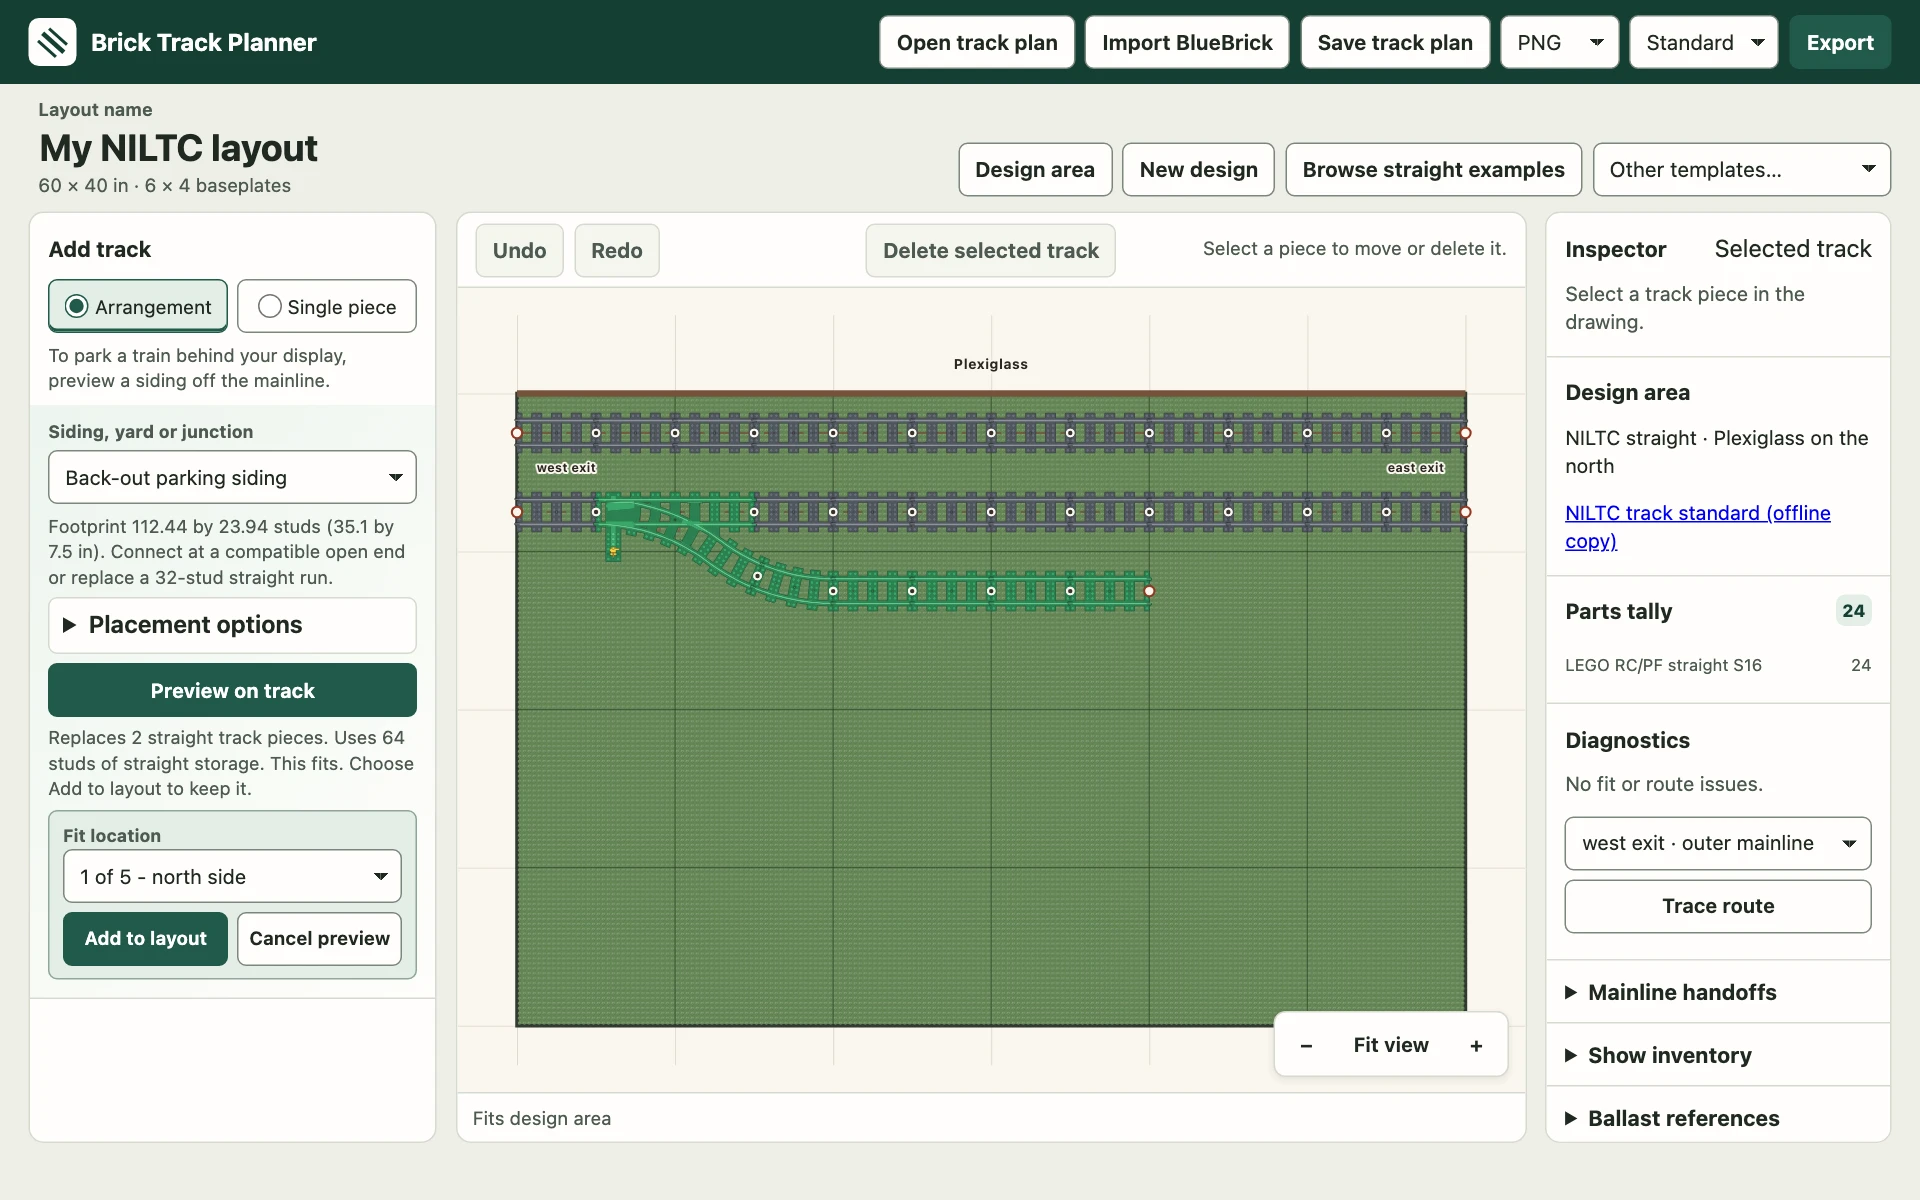 Brick Track Planner
Open track plan
Import BlueBrick
Save track plan
PNG
Standard
Export
Layout name
My NILTC layout
60 × 40 in · 6 × 4 baseplates
Design area
New design
Browse straight examples
Other templates...
Add track
Arrangement
Single piece
To park a train behind your display,
preview a siding off the mainline.
Siding, yard or junction
Back-out parking siding
Footprint 112.44 by 23.94 studs (35.1 by
7.5 in). Connect at a compatible open end
or replace a 32-stud straight run.
Placement options
Preview on track
Replaces 2 straight track pieces. Uses 64
studs of straight storage. This fits. Choose
Add to layout to keep it.
Fit location
1 of 5 - north side
Add to layout
Cancel preview
Undo
Redo
Delete selected track
Select a piece to move or delete it.
Plexiglass
west exit
east exit
− Fit view +
Fits design area
Inspector
Selected track
Select a track piece in the
drawing.
Design area
NILTC straight · Plexiglass on the
north
NILTC track standard (offline
copy)
Parts tally
24
LEGO RC/PF straight S16
24
Diagnostics
No fit or route issues.
west exit · outer mainline
Trace route
Mainline handoffs
Show inventory
Ballast references